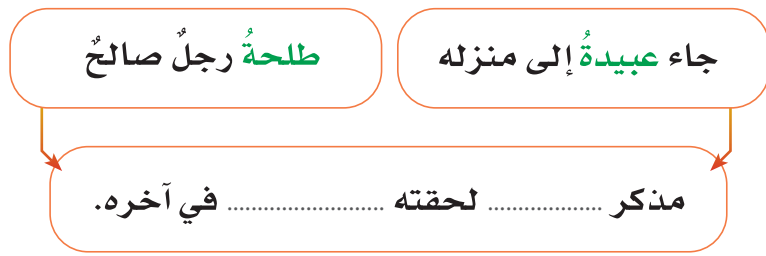 جاء عبيدةُ إلى منزله
طلحةُ رجلٌ صالحٌ
مذكر ................... لحقته .......................... في آخره.